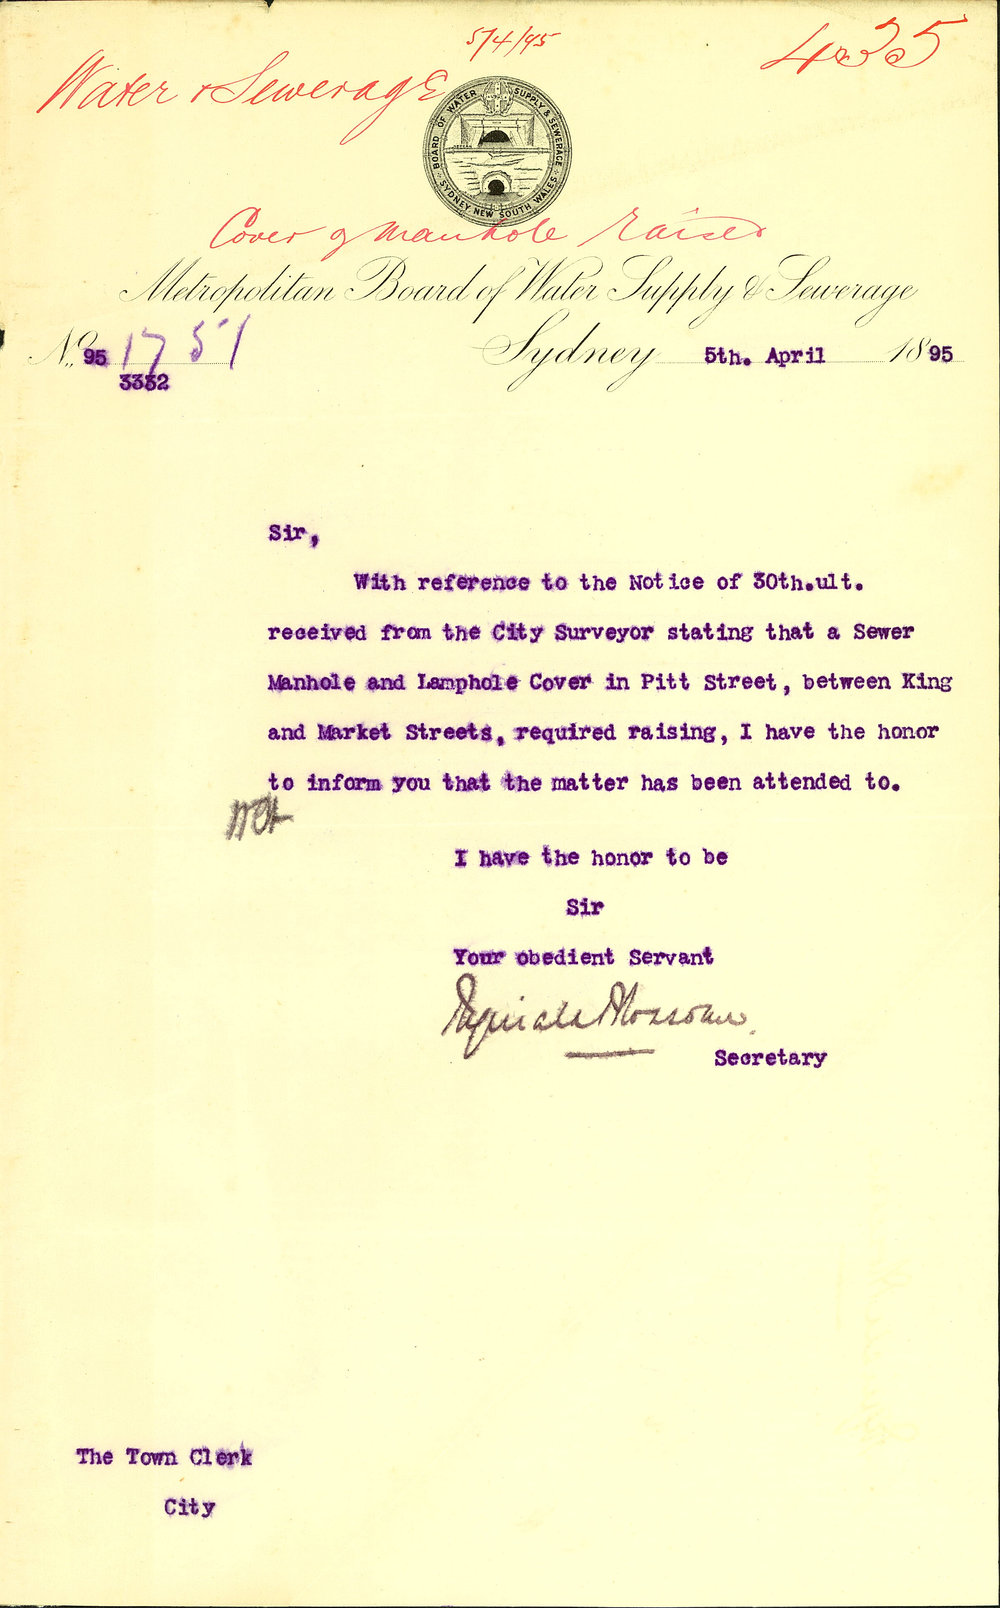 5/4/95
435
Water & Sewerage
BOARD OF WATER SUPPLY & SEWERAGE
SYDNEY NEW SOUTH WALES
Cover of manhole raised
Metropolitan Board of Water Supply & Sewerage
No. 95 1751
3332
Sydney 5th. April 1895
Sir,
With reference to the Notice of 30th.ult.
received from the City Surveyor stating that a Sewer
Manhole and Lamphole Cover in Pitt Street, between King
and Market Streets, required raising, I have the honor
to inform you that the matter has been attended to.
I have the honor to be
Sir
Your obedient Servant
Secretary
The Town Clerk
City